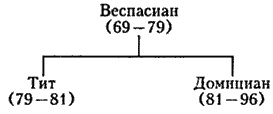 Веспасиан
(69—79)
Тит
(79—81)
Домициан
(81—96)